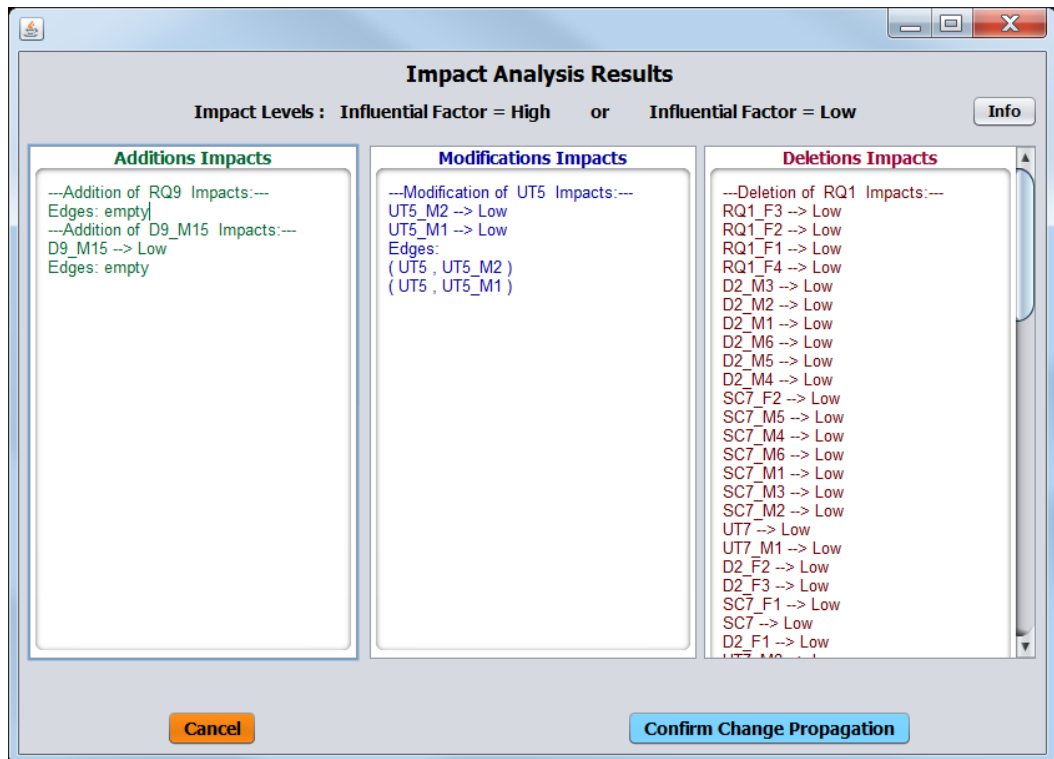 Impact Analysis Results
Impact Levels : Influential Factor = High or Influential Factor = Low
Info
Additions Impacts
---Addition of RQ9 Impacts:---
Edges: empty
---Addition of D9_M15 Impacts:---
D9_M15 --> Low
Edges: empty
Modifications Impacts
---Modification of UT5 Impacts:---
UT5_M2 --> Low
UT5_M1 --> Low
Edges:
( UT5 , UT5_M2 )
( UT5 , UT5_M1 )
Deletions Impacts
---Deletion of RQ1 Impacts:---
RQ1_F3 --> Low
RQ1_F2 --> Low
RQ1_F1 --> Low
RQ1_F4 --> Low
D2_M3 --> Low
D2_M2 --> Low
D2_M1 --> Low
D2_M6 --> Low
D2_M5 --> Low
D2_M4 --> Low
SC7_F2 --> Low
SC7_M5 --> Low
SC7_M4 --> Low
SC7_M6 --> Low
SC7_M1 --> Low
SC7_M3 --> Low
SC7_M2 --> Low
UT7 --> Low
UT7_M1 --> Low
D2_F2 --> Low
D2_F3 --> Low
SC7_F1 --> Low
SC7 --> Low
D2_F1 --> Low
Cancel
Confirm Change Propagation